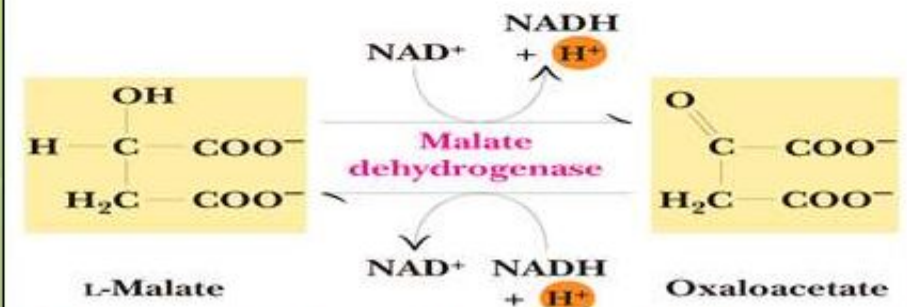 NADH
NAD⁺ + H⁺
OH
H C COO⁻
H₂C COO⁻
L-Malate
Malate
dehydrogenase
O
C COO⁻
H₂C COO⁻
Oxaloacetate
NAD⁺ NADH
+ H⁺